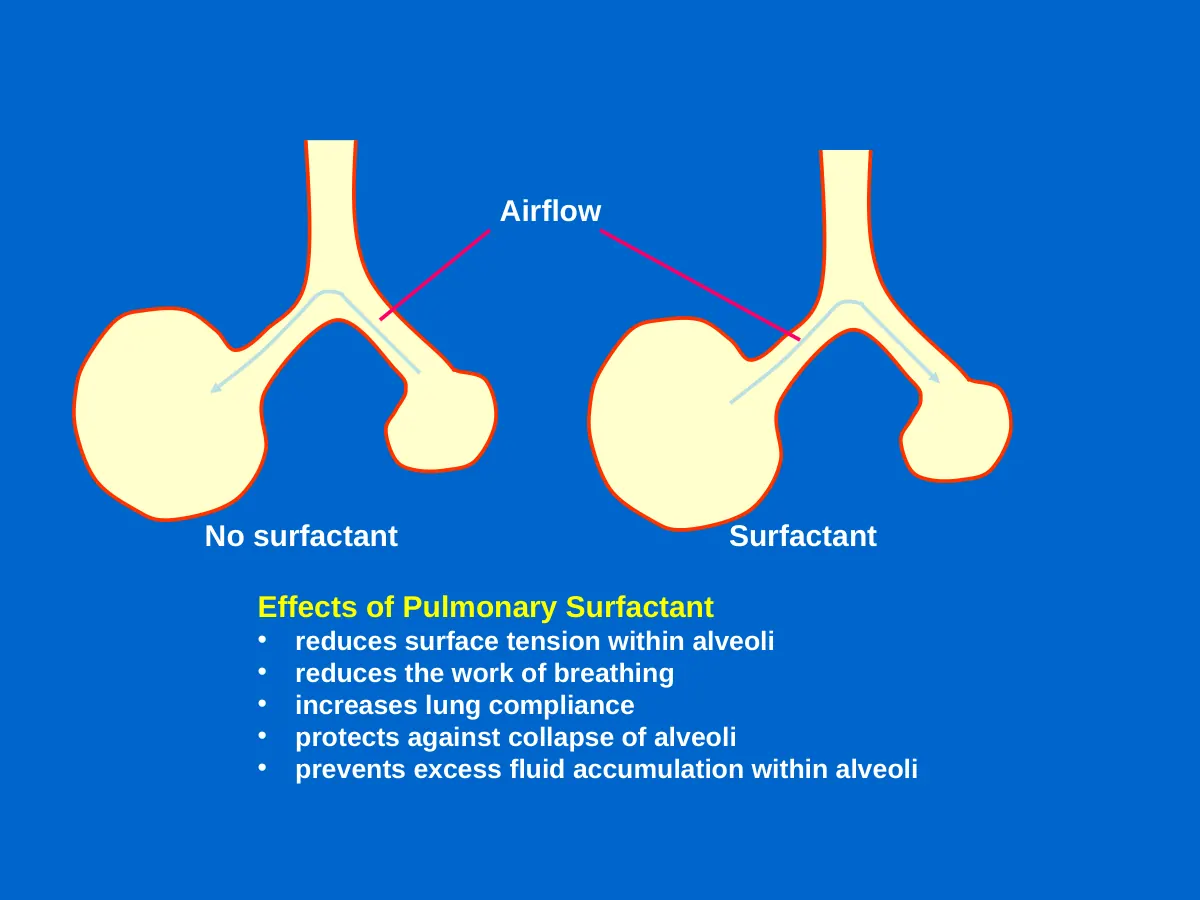 Airflow
No surfactant
Surfactant
Effects of Pulmonary Surfactant
• reduces surface tension within alveoli
• reduces the work of breathing
• increases lung compliance
• protects against collapse of alveoli
• prevents excess fluid accumulation within alveoli